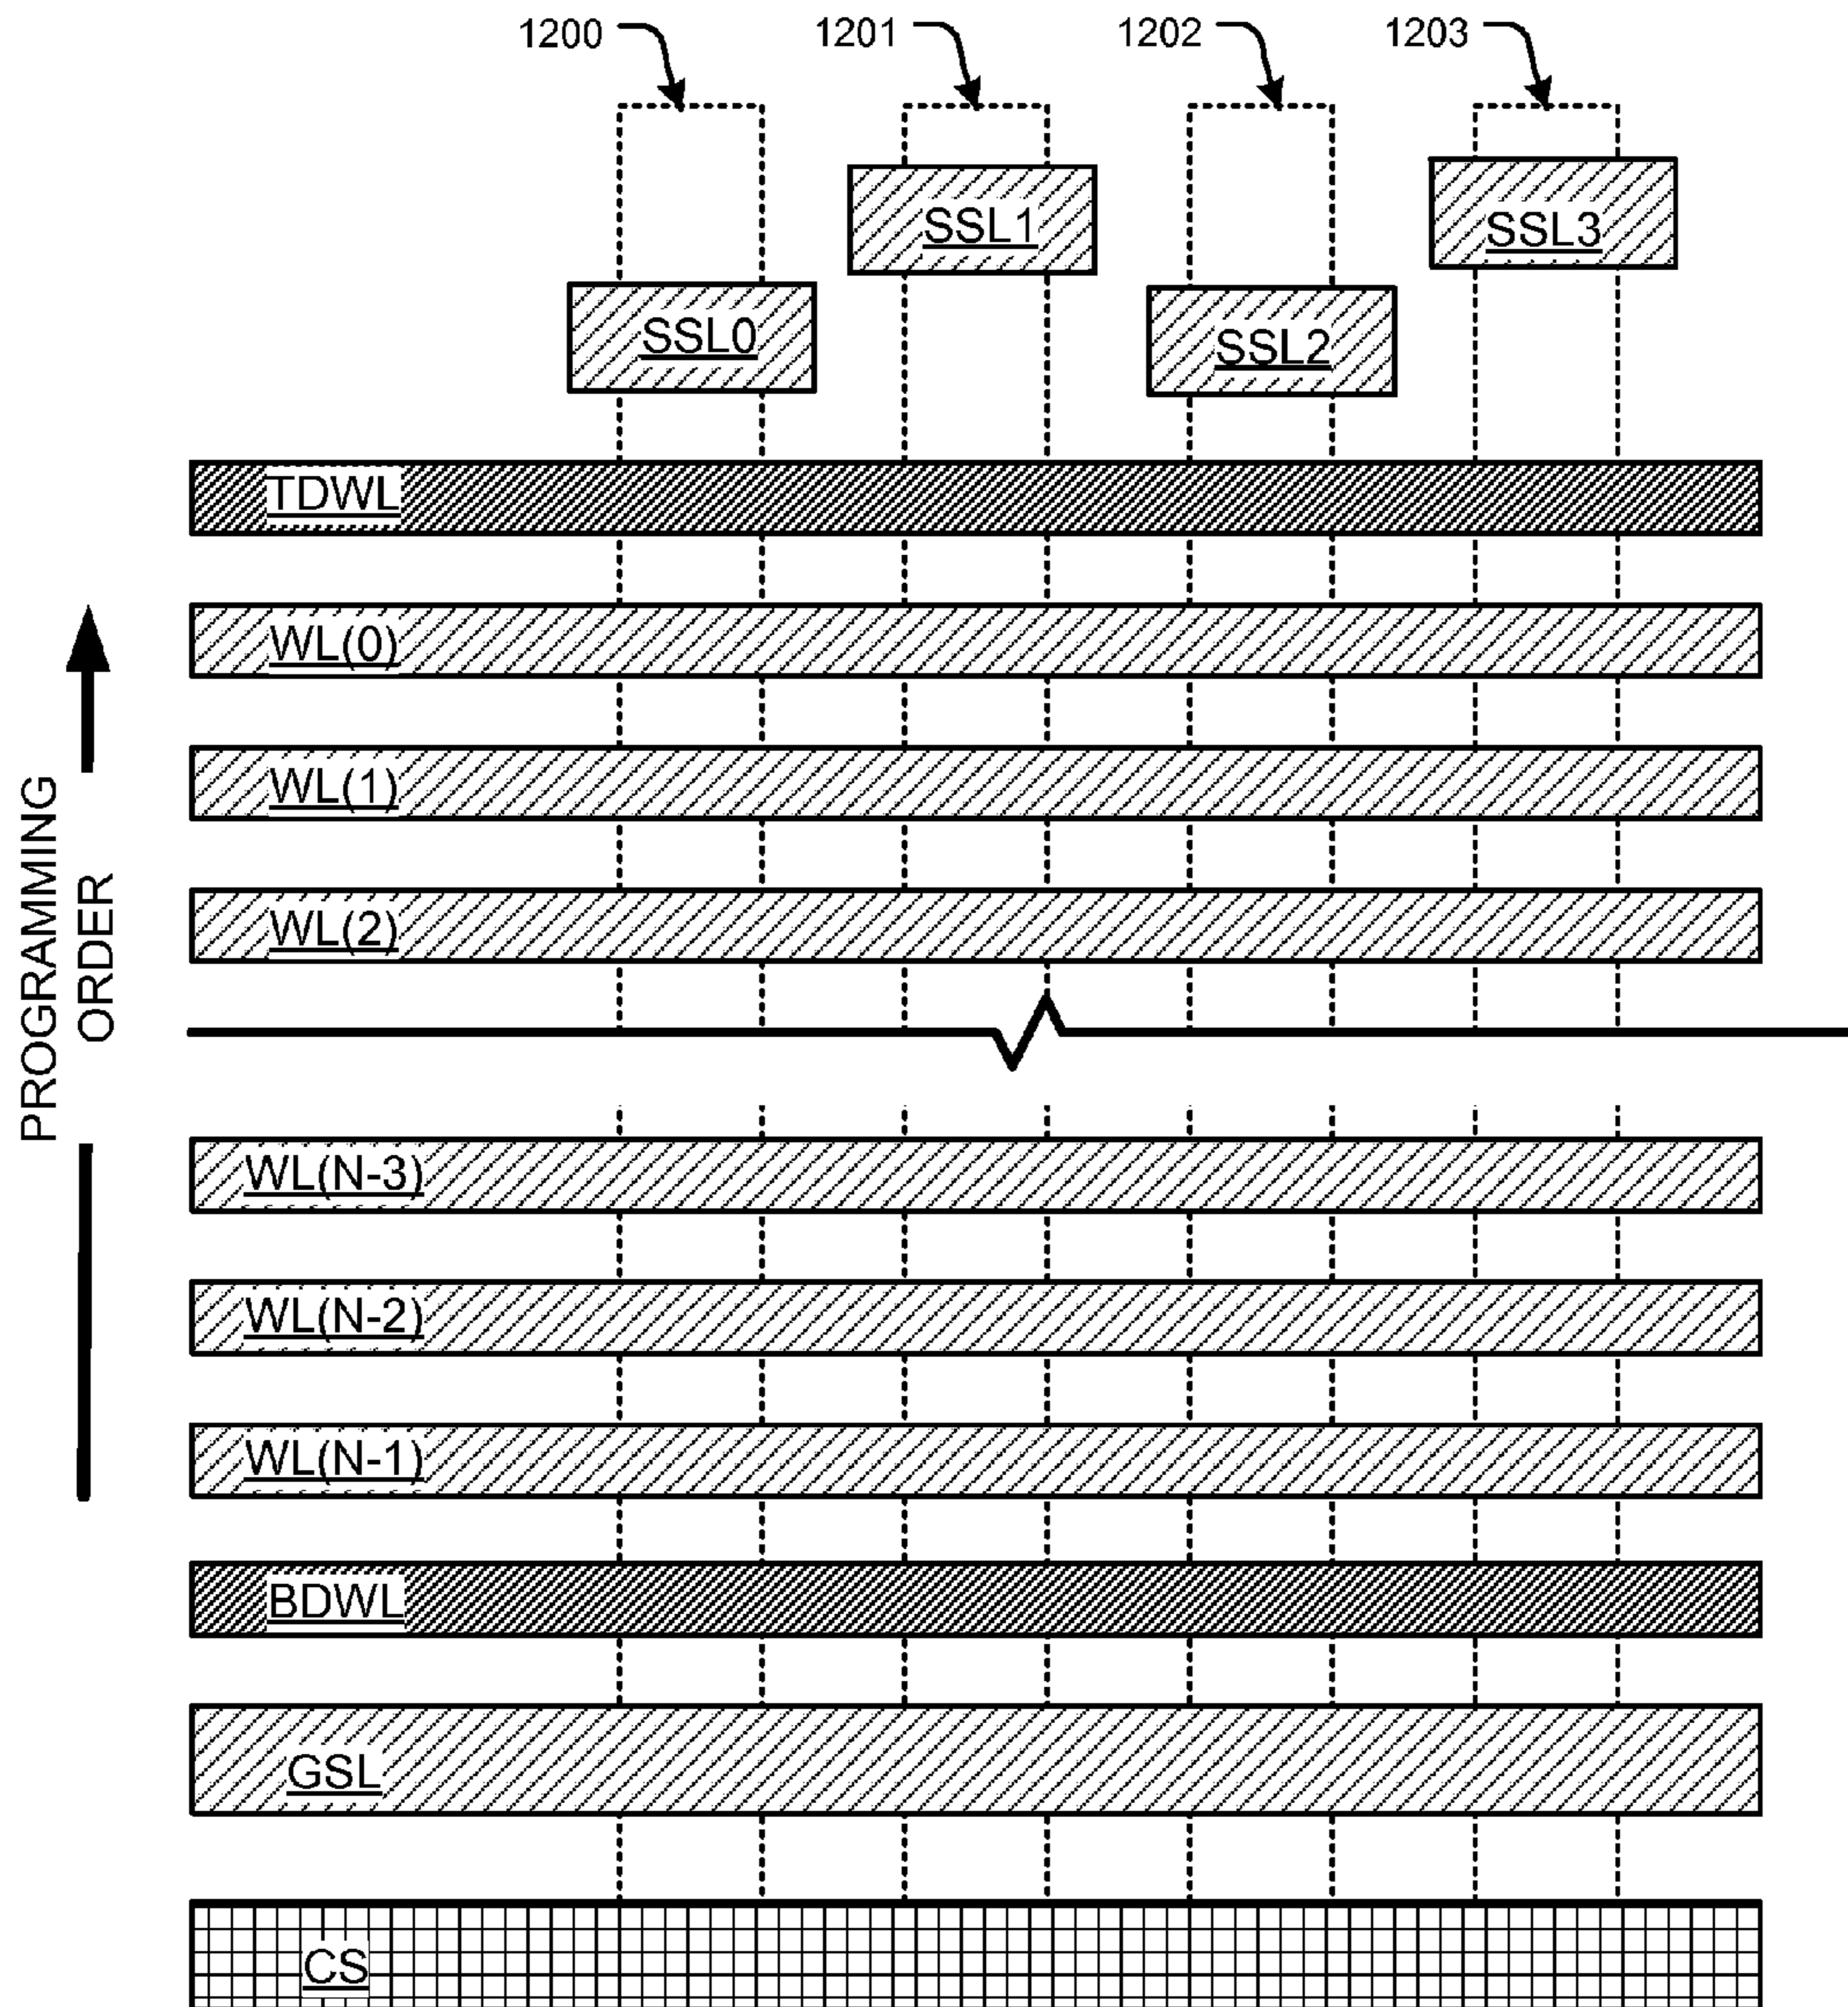 1200
1201
1202
1203
SSL1
SSL3
SSL0
SSL2
TDWL
WL(0)
WL(1)
WL(2)
PROGRAMMING
ORDER
WL(N-3)
WL(N-2)
WL(N-1)
BDWL
GSL
CS